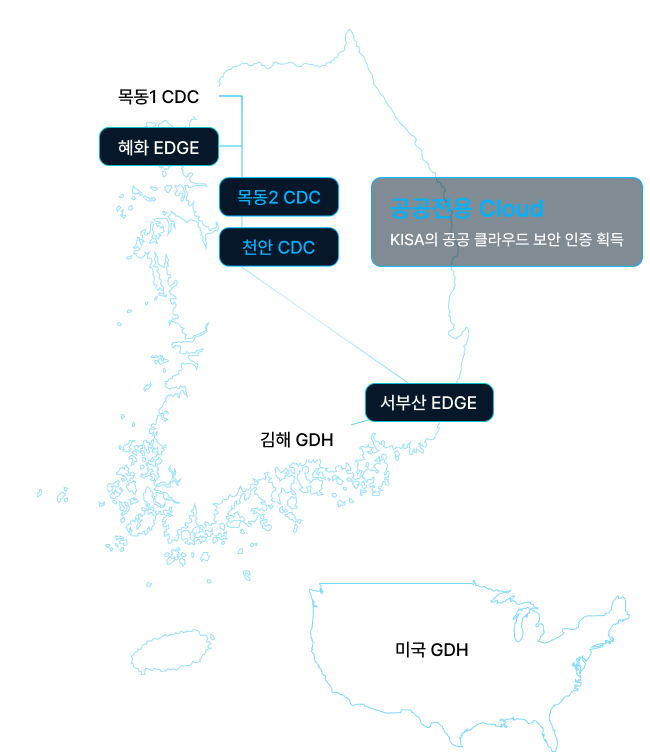 목동1 CDC
혜화 EDGE
목동2 CDC
천안 CDC
공공전용 Cloud
KISA의 공공 클라우드 보안 인증 획득
서부산 EDGE
김해 GDH
미국 GDH